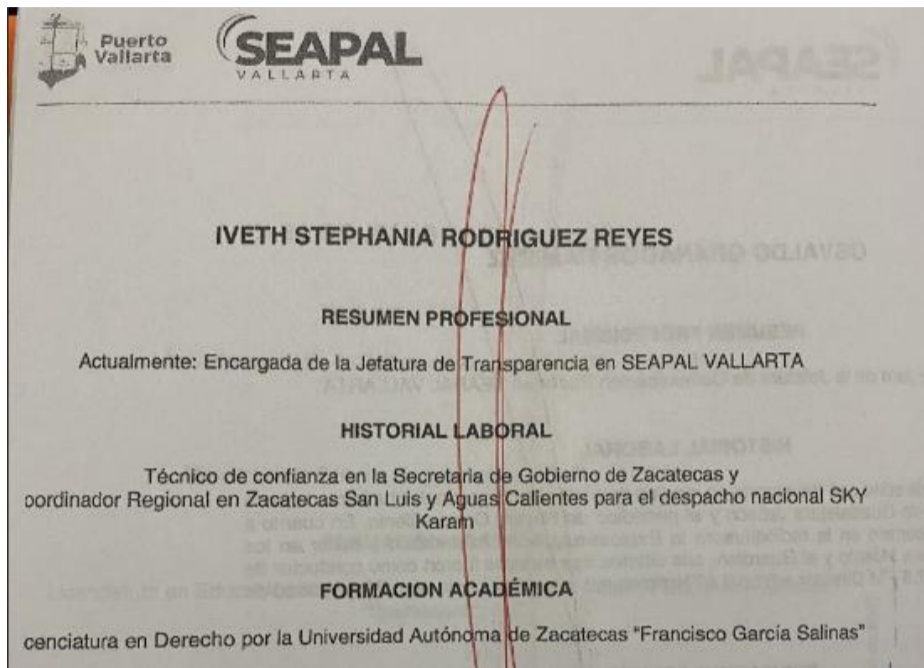 Puerto
Vallarta
SEAPAL
VALLARTA
IVETH STEPHANIA RODRIGUEZ REYES
RESUMEN PROFESIONAL
Actualmente: Encargada de la Jefatura de Transparencia en SEAPAL VALLARTA
HISTORIAL LABORAL
Técnico de confianza en la Secretaria de Gobierno de Zacatecas y
oordinador Regional en Zacatecas San Luis y Aguas Calientes para el despacho nacional SKY
Karam
FORMACION ACADÉMICA
cenciatura en Derecho por la Universidad Autónoma de Zacatecas "Francisco García Salinas"